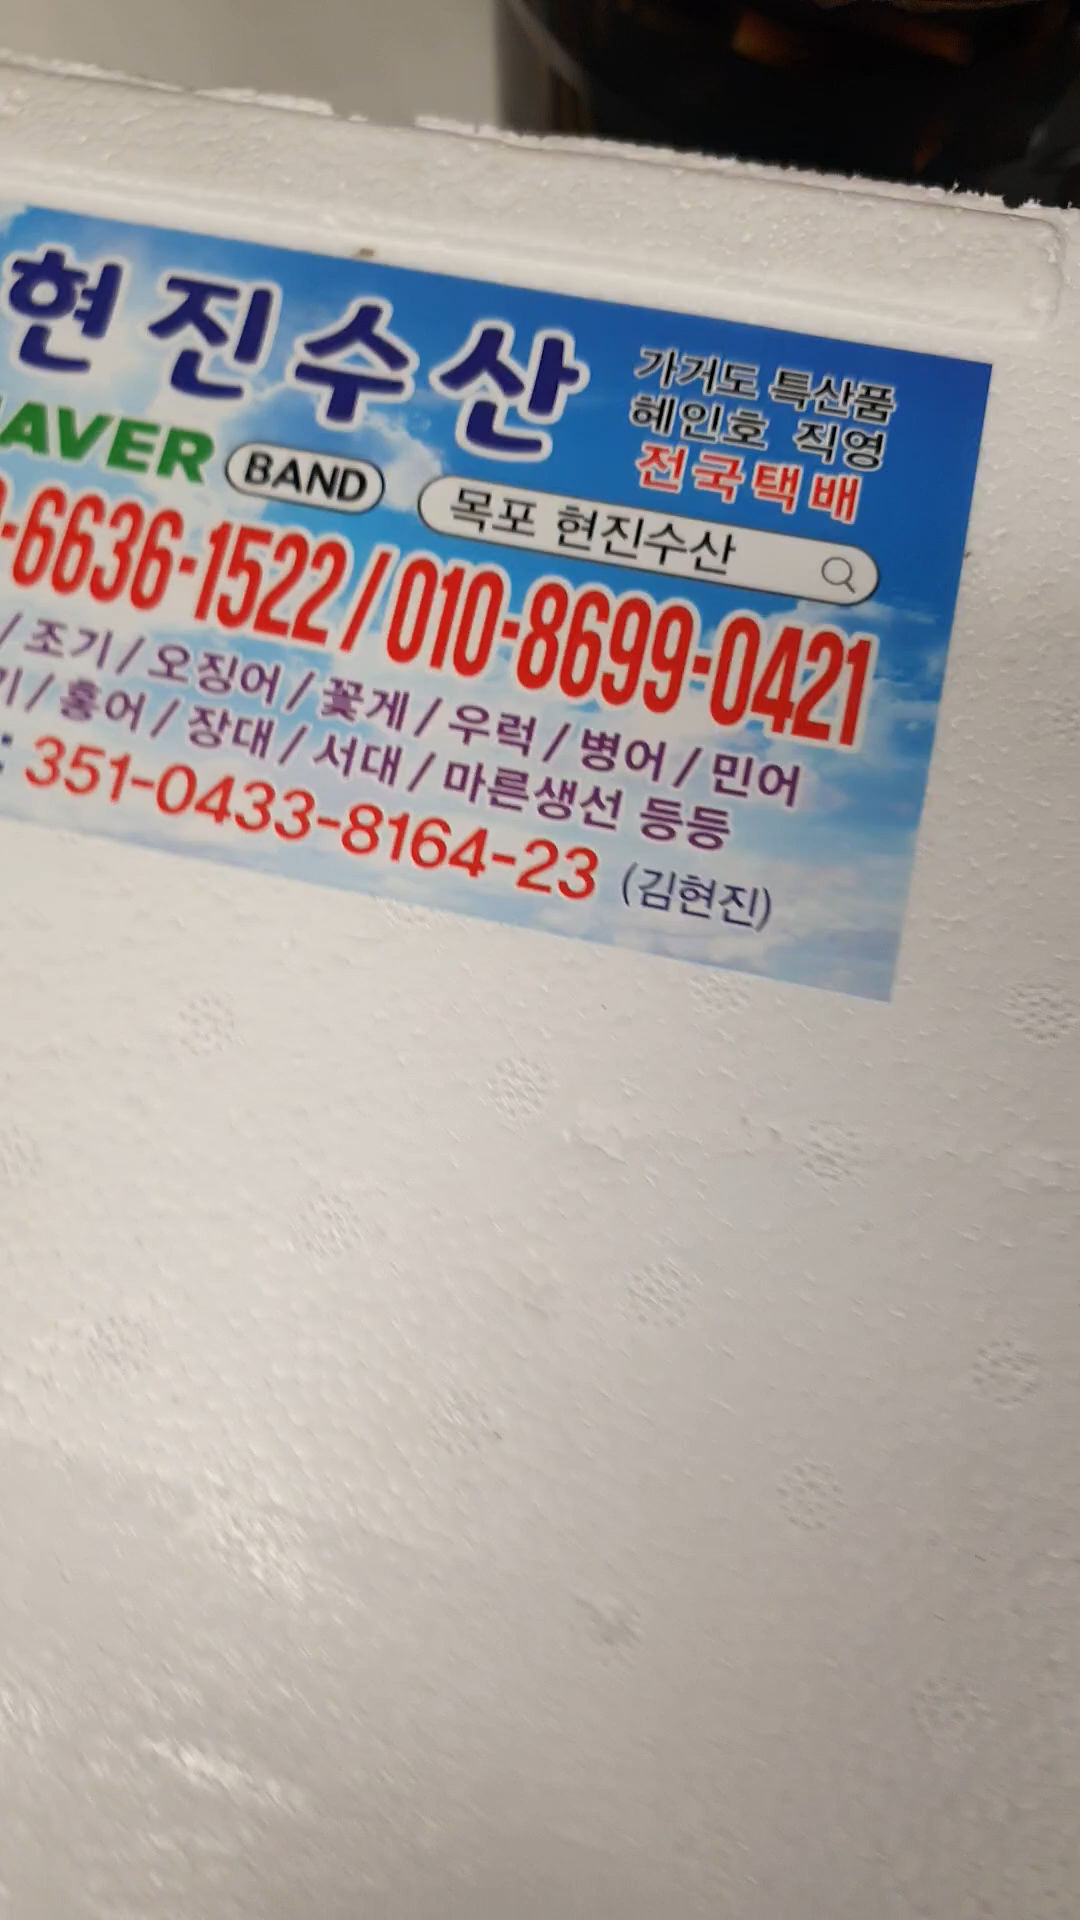 현진수산
가거도 특산품
혜인호 직영
전국택배
NAVER BAND 목포 현진수산
-6636-1522 / 010-8699-0421
/ 조기 / 오징어 / 꽃게 / 우럭 / 병어 / 민어
기 / 홍어 / 장대 / 서대 / 마른생선 등등
: 351-0433-8164-23 (김현진)